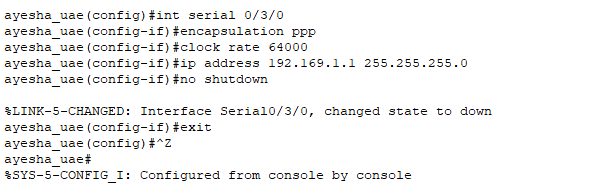 ayesha_uae(config)#int serial 0/3/0
ayesha_uae(config-if)#encapsulation ppp
ayesha_uae(config-if)#clock rate 64000
ayesha_uae(config-if)#ip address 192.169.1.1 255.255.255.0
ayesha_uae(config-if)#no shutdown
%LINK-5-CHANGED: Interface Serial0/3/0, changed state to down
ayesha_uae(config-if)#exit
ayesha_uae(config)#^Z
ayesha_uae#
%SYS-5-CONFIG_I: Configured from console by console